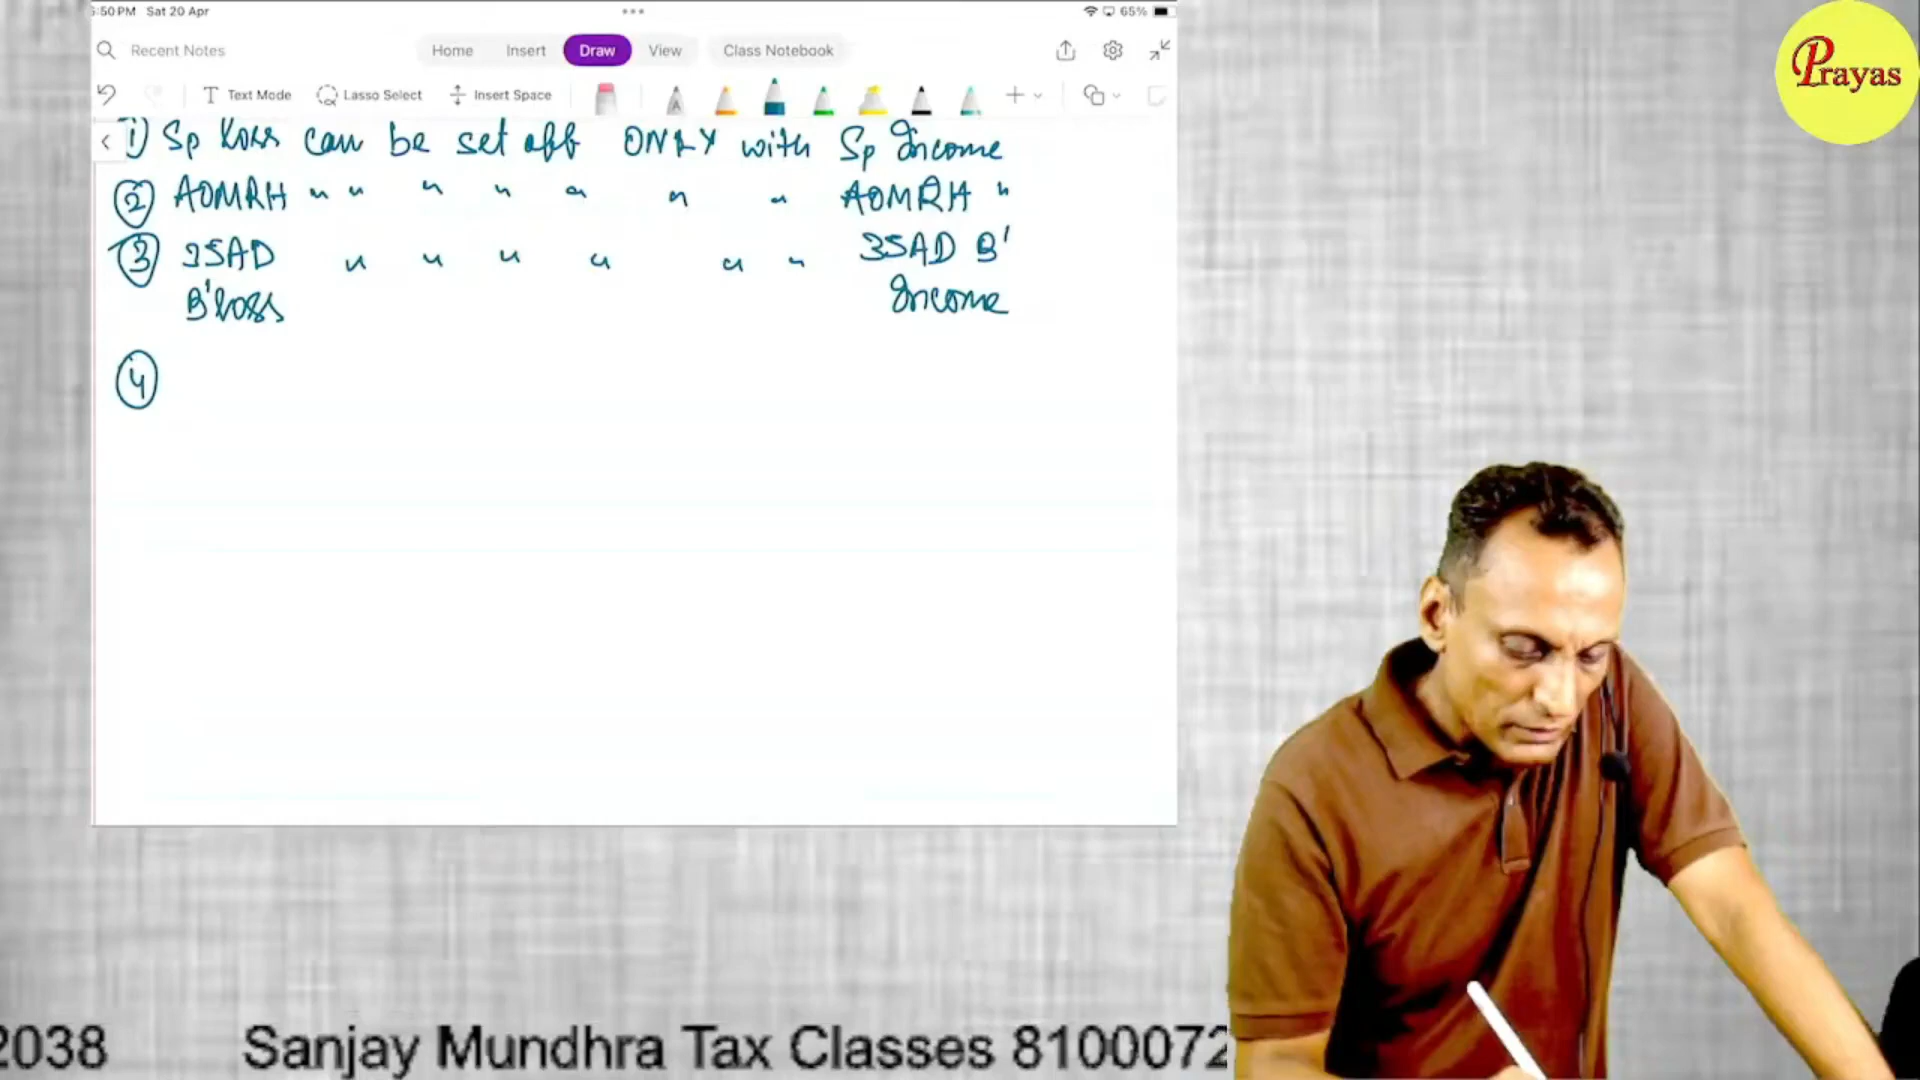 :50 PM Sat 20 Apr
65%
Recent Notes
Home Insert Draw View Class Notebook
Text Mode Lasso Select Insert Space
Prayas
1) Sp Loss can be set off ONLY with Sp Income
② AOMRH " " " " " " " AOMRH "
③ 35AD " " " " " " 35AD B'
B'Loss Income
④
2038 Sanjay Mundhra Tax Classes 8100072